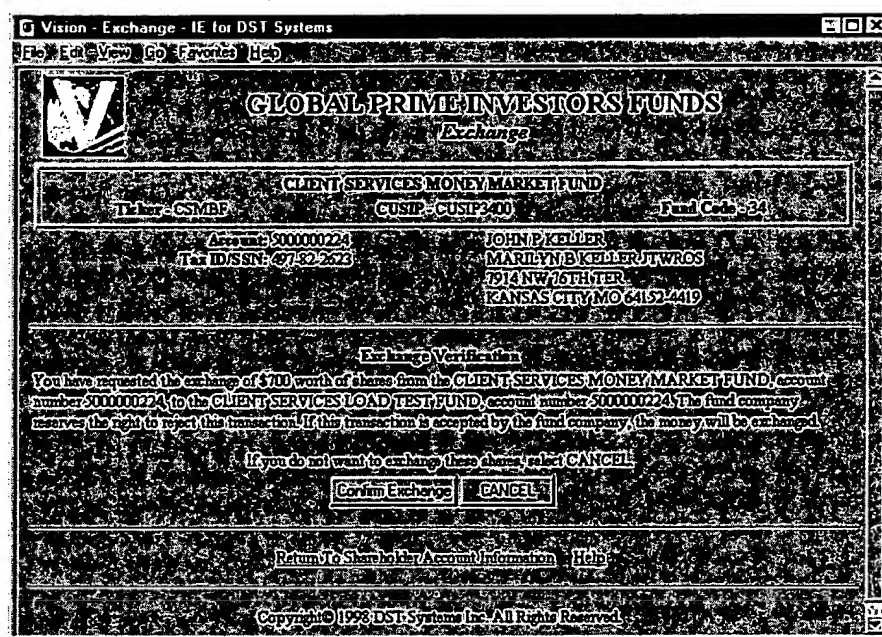 Vision - Exchange - IE for DST Systems
File Edit View Go Favorites Help
GLOBAL PRIME INVESTORS FUNDS
Exchange
CLIENT SERVICES MONEY MARKET FUND
Ticker - CSMBF CUSIP - CUSIP3400 Fund Code - 34
Account: 5000000224 JOHN P KELLER
Tax ID/SSN: 497-82-2623 MARILYN B KELLER JTWROS
7914 NW 76TH TER
KANSAS CITY MO 64152-4419
Exchange Verification
You have requested the exchange of $700 worth of shares from the CLIENT SERVICES MONEY MARKET FUND, account
number 5000000224, to the CLIENT SERVICES LOAD TEST FUND, account number 5000000224. The fund company
reserves the right to reject this transaction. If this transaction is accepted by the fund company, the money will be exchanged.
If you do not want to exchange these shares, select CANCEL.
Confirm Exchange CANCEL
Return To Shareholder Account Information Help
Copyright© 1998 DST Systems Inc. All Rights Reserved.